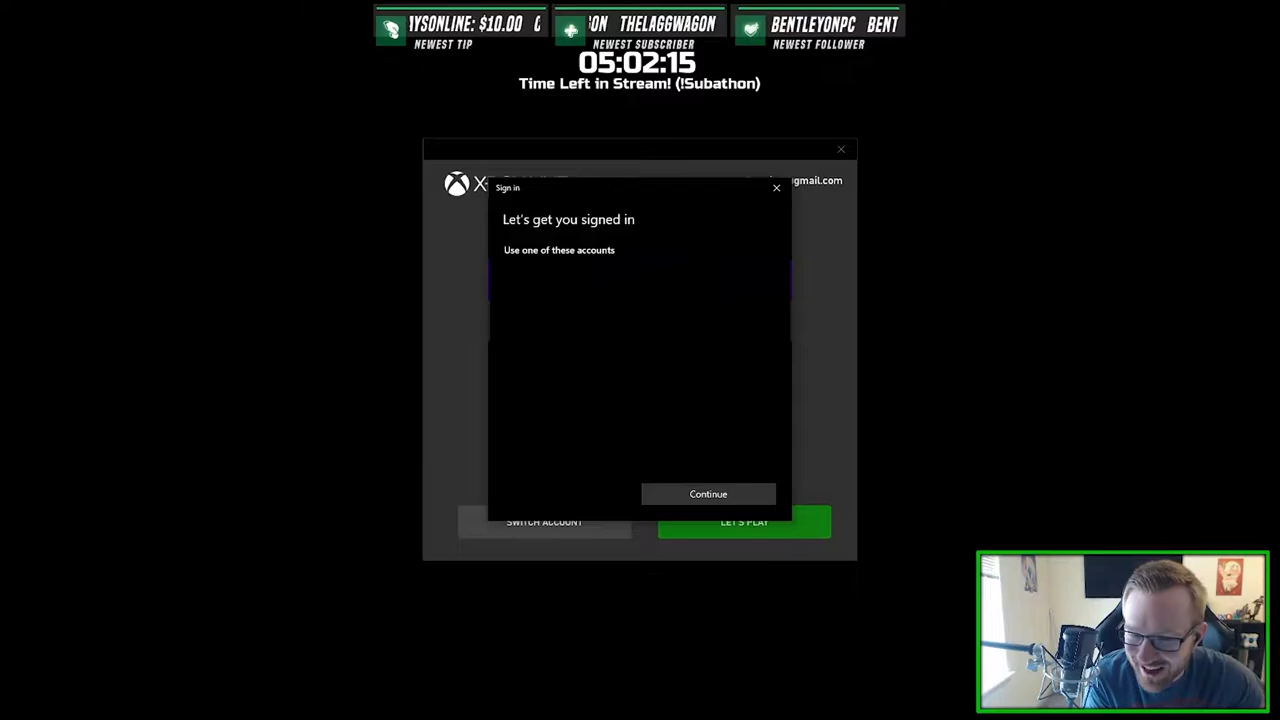 AYSONLINE: $10.00
ON THELAGGWAGON
BENTLEYONPC BENT
NEWEST TIP
NEWEST SUBSCRIBER
NEWEST FOLLOWER
05:02:15
Time Left in Stream! (!Subathon)
@gmail.com
Sign in
Let's get you signed in
Use one of these accounts
Continue
SWITCH ACCOUNT
LET'S PLAY